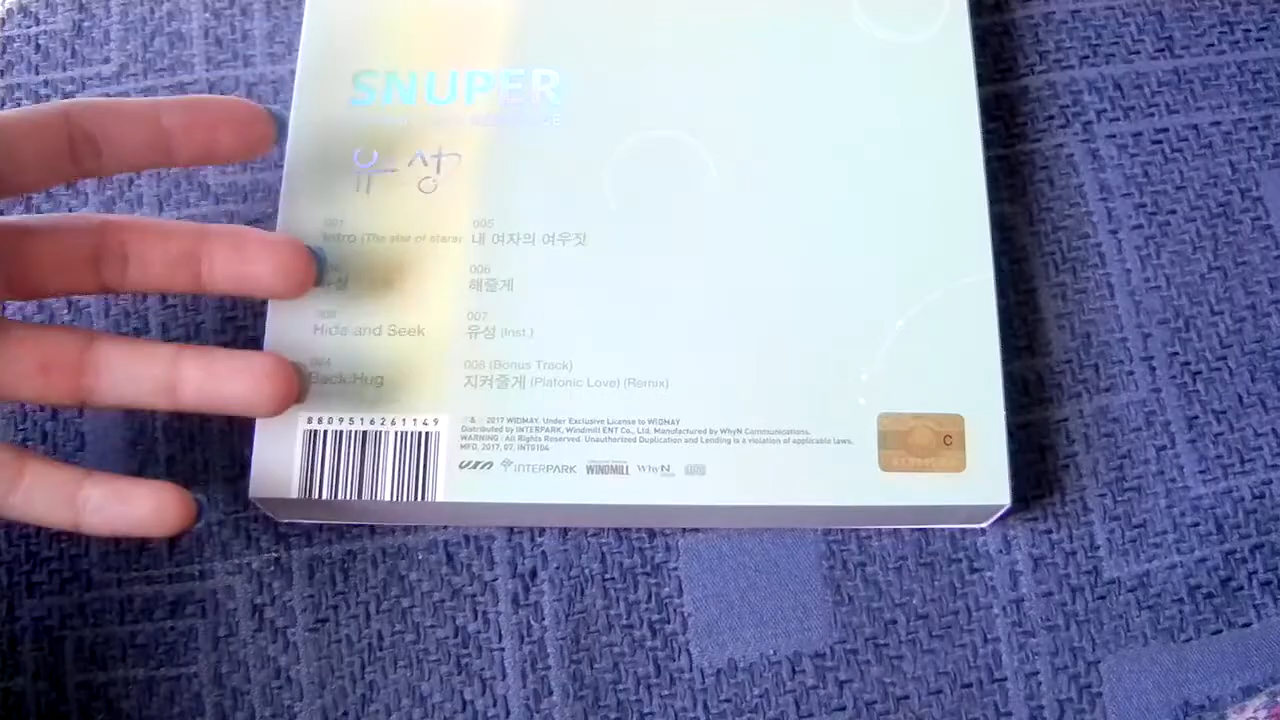 SNUPER
유성
001
Intro (The star of stars)
Hide and Seek
004
Back:Hug
005
내 여자의 여우짓
006
해줄게
007
유성 (Inst.)
008 (Bonus Track)
지켜줄게 (Platonic Love) (Remix)
8809516261149
2017 WIDMAY. Under Exclusive License to WIDMAY
Distributed by INTERPARK, Windmill ENT Co., Ltd. Manufactured by WhyN Communications.
WARNING : All Rights Reserved. Unauthorized Duplication and Lending is a violation of applicable laws.
MFD. 2017. 07. INT0104
INTERPARK WINDMILL WhyN
C